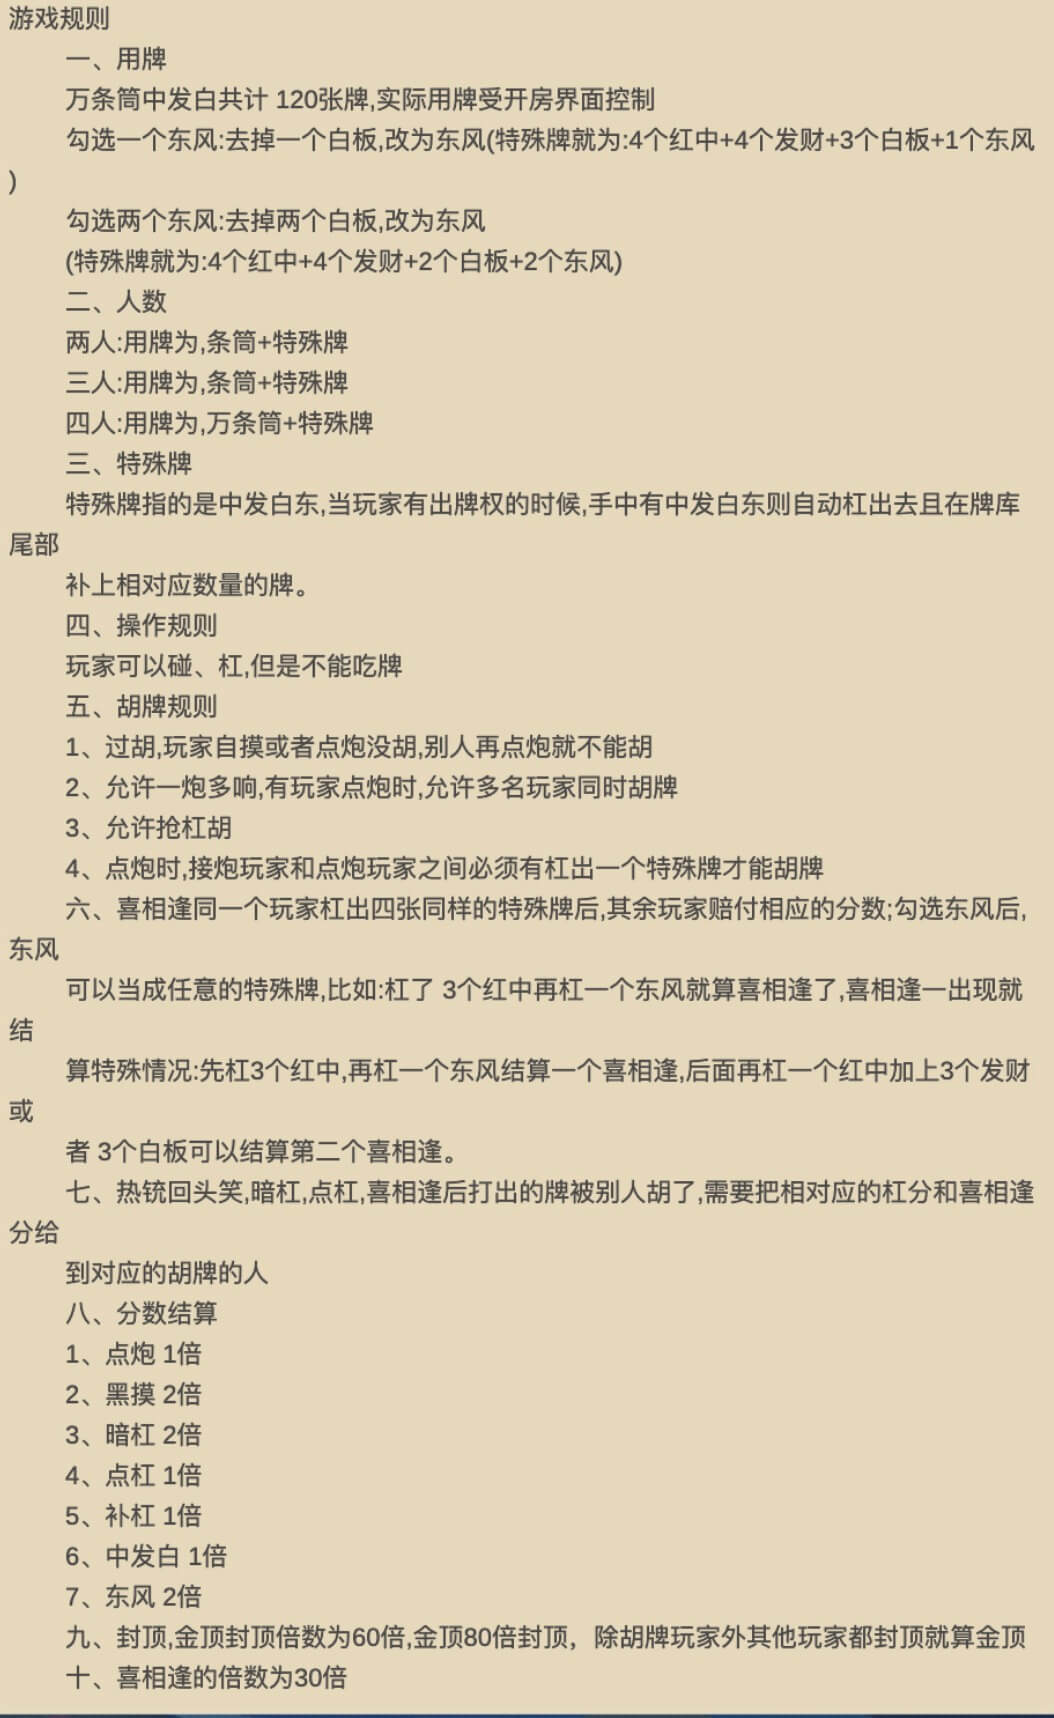 游戏规则
一、用牌
万条筒中发白共计 120张牌,实际用牌受开房界面控制
勾选一个东风:去掉一个白板,改为东风(特殊牌就为:4个红中+4个发财+3个白板+1个东风
)
勾选两个东风:去掉两个白板,改为东风
(特殊牌就为:4个红中+4个发财+2个白板+2个东风)
二、人数
两人:用牌为,条筒+特殊牌
三人:用牌为,条筒+特殊牌
四人:用牌为,万条筒+特殊牌
三、特殊牌
特殊牌指的是中发白东,当玩家有出牌权的时候,手中有中发白东则自动杠出去且在牌库
尾部
补上相对应数量的牌。
四、操作规则
玩家可以碰、杠,但是不能吃牌
五、胡牌规则
1、过胡,玩家自摸或者点炮没胡,别人再点炮就不能胡
2、允许一炮多响,有玩家点炮时,允许多名玩家同时胡牌
3、允许抢杠胡
4、点炮时,接炮玩家和点炮玩家之间必须有杠出一个特殊牌才能胡牌
六、喜相逢同一个玩家杠出四张同样的特殊牌后,其余玩家赔付相应的分数;勾选东风后,
东风
可以当成任意的特殊牌,比如:杠了 3个红中再杠一个东风就算喜相逢了,喜相逢一出现就
结
算特殊情况:先杠3个红中,再杠一个东风结算一个喜相逢,后面再杠一个红中加上3个发财
或
者 3个白板可以结算第二个喜相逢。
七、热铳回头笑,暗杠,点杠,喜相逢后打出的牌被别人胡了,需要把相对应的杠分和喜相逢
分给
到对应的胡牌的人
八、分数结算
1、点炮 1倍
2、黑摸 2倍
3、暗杠 2倍
4、点杠 1倍
5、补杠 1倍
6、中发白 1倍
7、东风 2倍
九、封顶,金顶封顶倍数为60倍,金顶80倍封顶，除胡牌玩家外其他玩家都封顶就算金顶
十、喜相逢的倍数为30倍